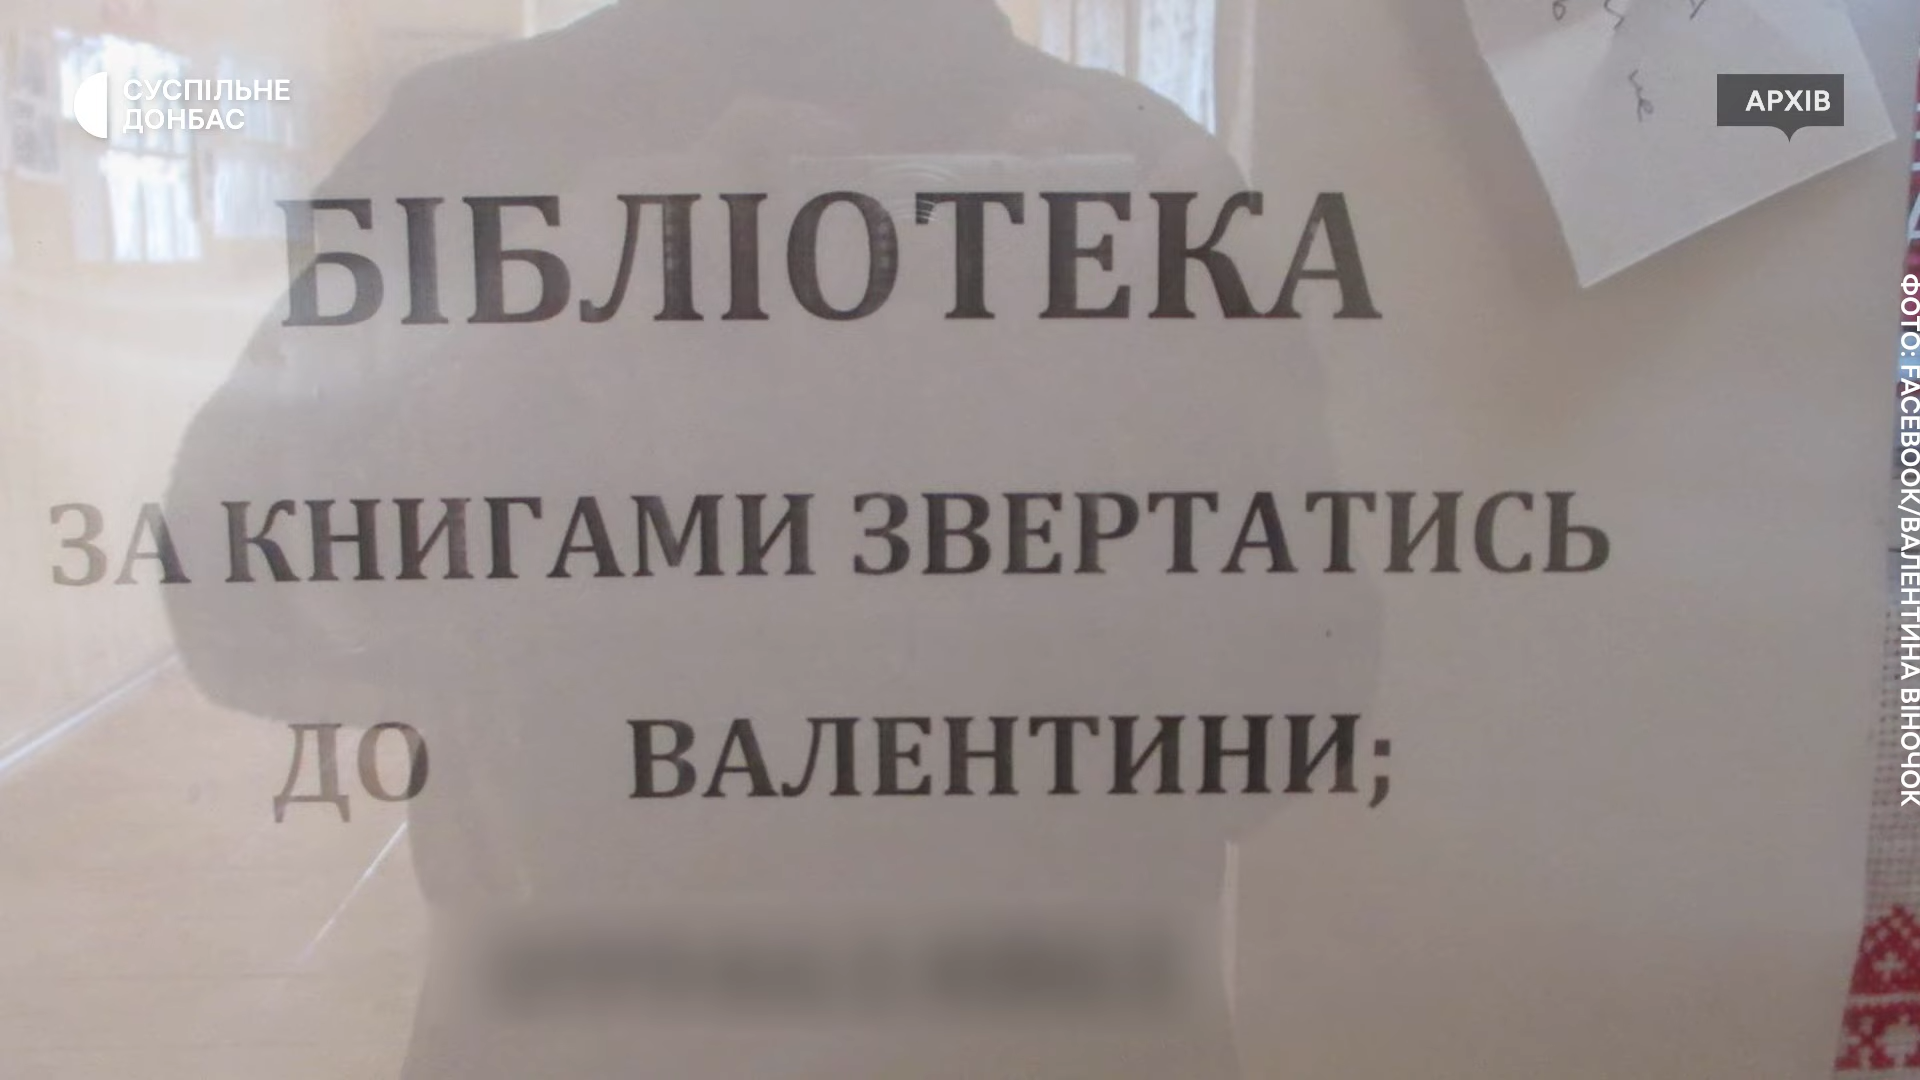 СУСПІЛЬНЕ
ДОНБАС
АРХІВ
БІБЛІОТЕКА
ЗА КНИГАМИ ЗВЕРТАТИСЬ
ДО ВАЛЕНТИНИ;
ФОТО: FACEBOOK/ВАЛЕНТИНА ВІНОЧОК